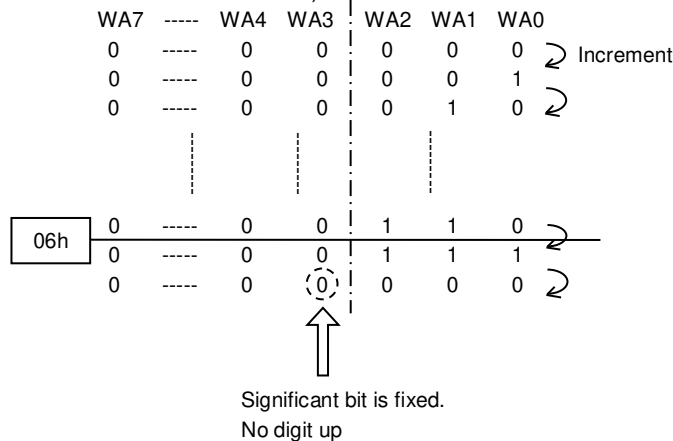 WA7 ----- WA4 WA3 WA2 WA1 WA0
0 ----- 0 0 0 0 0 Increment
0 ----- 0 0 0 0 1
0 ----- 0 0 0 1 0
0 ----- 0 0 1 1 0
06h
0 ----- 0 0 1 1 1
0 ----- 0 0 0 0 0
Significant bit is fixed.
No digit up